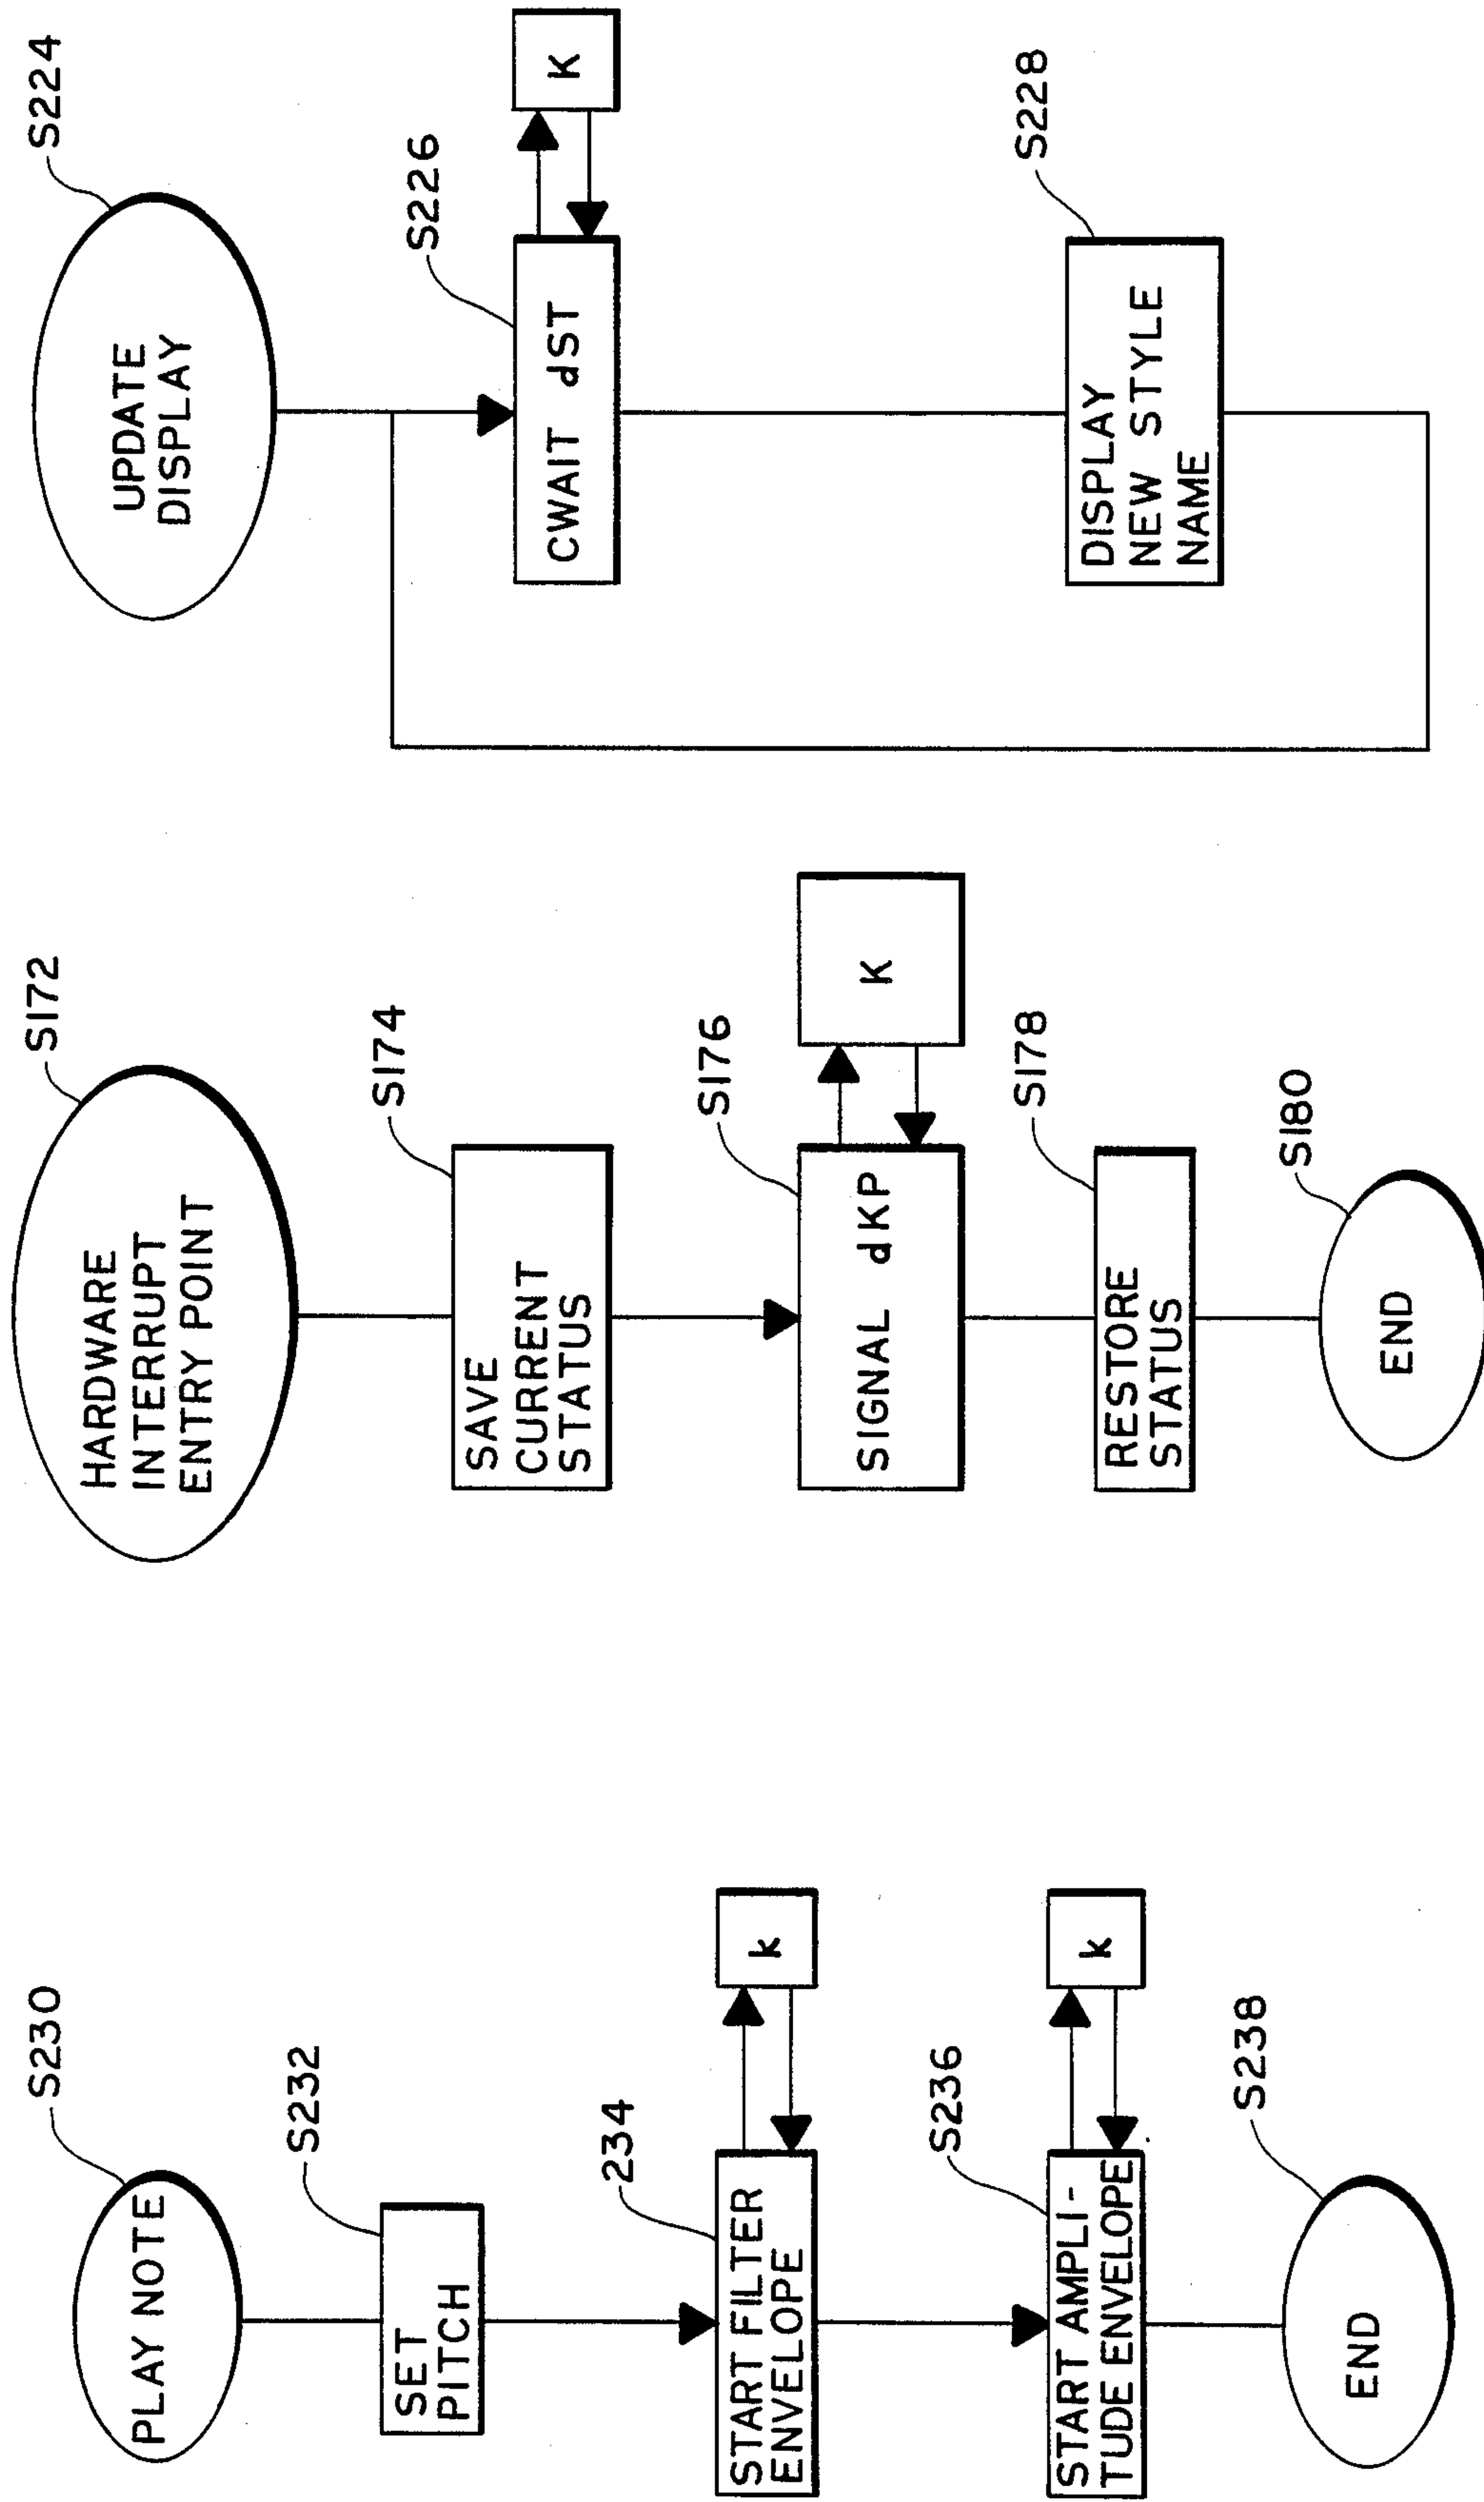 S230
PLAY NOTE
S232
SET
PITCH
234
START FILTER
ENVELOPE
k
S236
START AMPLI-
TUDE ENVELOPE
k
S238
END
S172
HARDWARE
INTERRUPT
ENTRY POINT
S174
SAVE
CURRENT
STATUS
S176
SIGNAL dKP
K
S178
RESTORE
STATUS
S180
END
S224
UPDATE
DISPLAY
S226
CWAIT dST
K
S228
DISPLAY
NEW STYLE
NAME